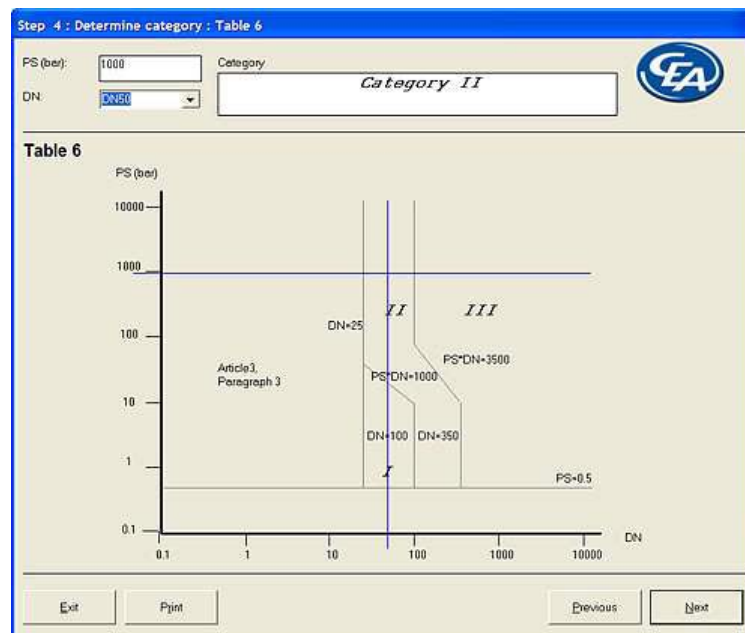 Step 4 : Determine category : Table 6
PS (bar):
1000
Category
Category II
CEA
DN:
DN50
Table 6
PS (bar)
10000
1000
II
III
DN=25
100
PS*DN=3500
Article3,
Paragraph 3
PS*DN=1000
10
DN=100
DN=350
1
I
PS=0.5
0.1
DN
0.1
1
10
100
1000
10000
Exit
Print
Previous
Next